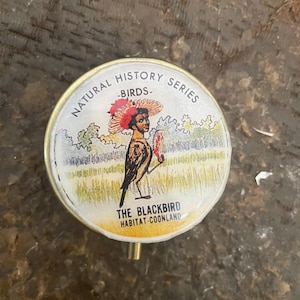 NATURAL HISTORY SERIES
-BIRDS-
THE BLACKBIRD
HABITAT-COONLAND